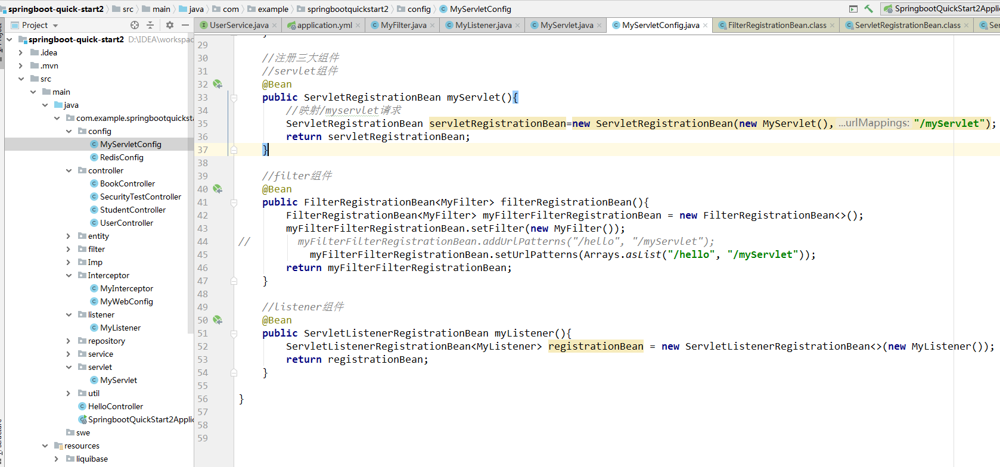 springboot-quick-start2 src main java com example springbootquickstart2 config MyServletConfig SpringbootQuickStart2Applic
Project
UserService.java application.yml MyFilter.java MyListener.java MyServlet.java MyServletConfig.java FilterRegistrationBean.class ServletRegistrationBean.class Ser
springboot-quick-start2 D:\IDEA\workspac
.idea
.mvn
src
main
java
com.example.springbootquicksta
config
MyServletConfig
RedisConfig
controller
BookController
SecurityTestController
StudentController
UserController
entity
filter
Imp
Interceptor
MyInterceptor
MyWebConfig
listener
MyListener
repository
service
servlet
MyServlet
util
HelloController
SpringbootQuickStart2Applic
swe
resources
liquibase
29
30 //注册三大组件
31 //servlet组件
32 @Bean
33 public ServletRegistrationBean myServlet(){
34 //映射/myservlet请求
35 ServletRegistrationBean servletRegistrationBean=new ServletRegistrationBean(new MyServlet(), ...urlMappings: "/myServlet");
36 return servletRegistrationBean;
37 }
38
39 //filter组件
40 @Bean
41 public FilterRegistrationBean<MyFilter> filterRegistrationBean(){
42 FilterRegistrationBean<MyFilter> myFilterFilterRegistrationBean = new FilterRegistrationBean<>();
43 myFilterFilterRegistrationBean.setFilter(new MyFilter());
44 // myFilterFilterRegistrationBean.addUrlPatterns("/hello", "/myServlet");
45 myFilterFilterRegistrationBean.setUrlPatterns(Arrays.asList("/hello", "/myServlet"));
46 return myFilterFilterRegistrationBean;
47 }
48
49 //listener组件
50 @Bean
51 public ServletListenerRegistrationBean myListener(){
52 ServletListenerRegistrationBean<MyListener> registrationBean = new ServletListenerRegistrationBean<>(new MyListener());
53 return registrationBean;
54 }
55
56 }
57
58
59